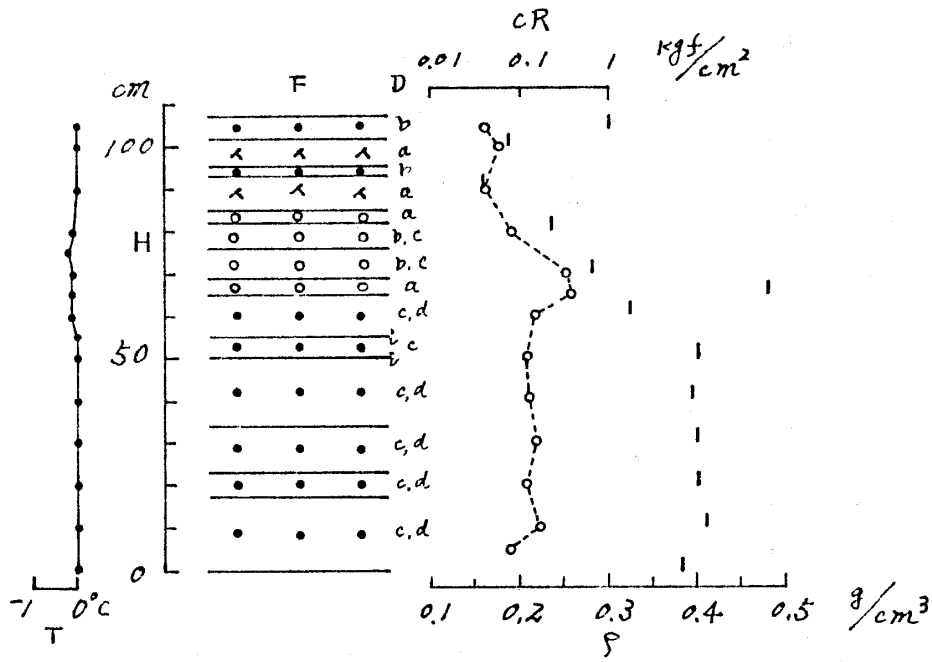 cR
0.01 0.1 1 kgf/cm²
cm F D
b
100 a
b
a
a
H b,c
b,c
a
c,d
i
c
50 i
c,d
c,d
c,d
c,d
0
-1 0°C
T
0.1 0.2 0.3 0.4 0.5 g/cm³
ρ